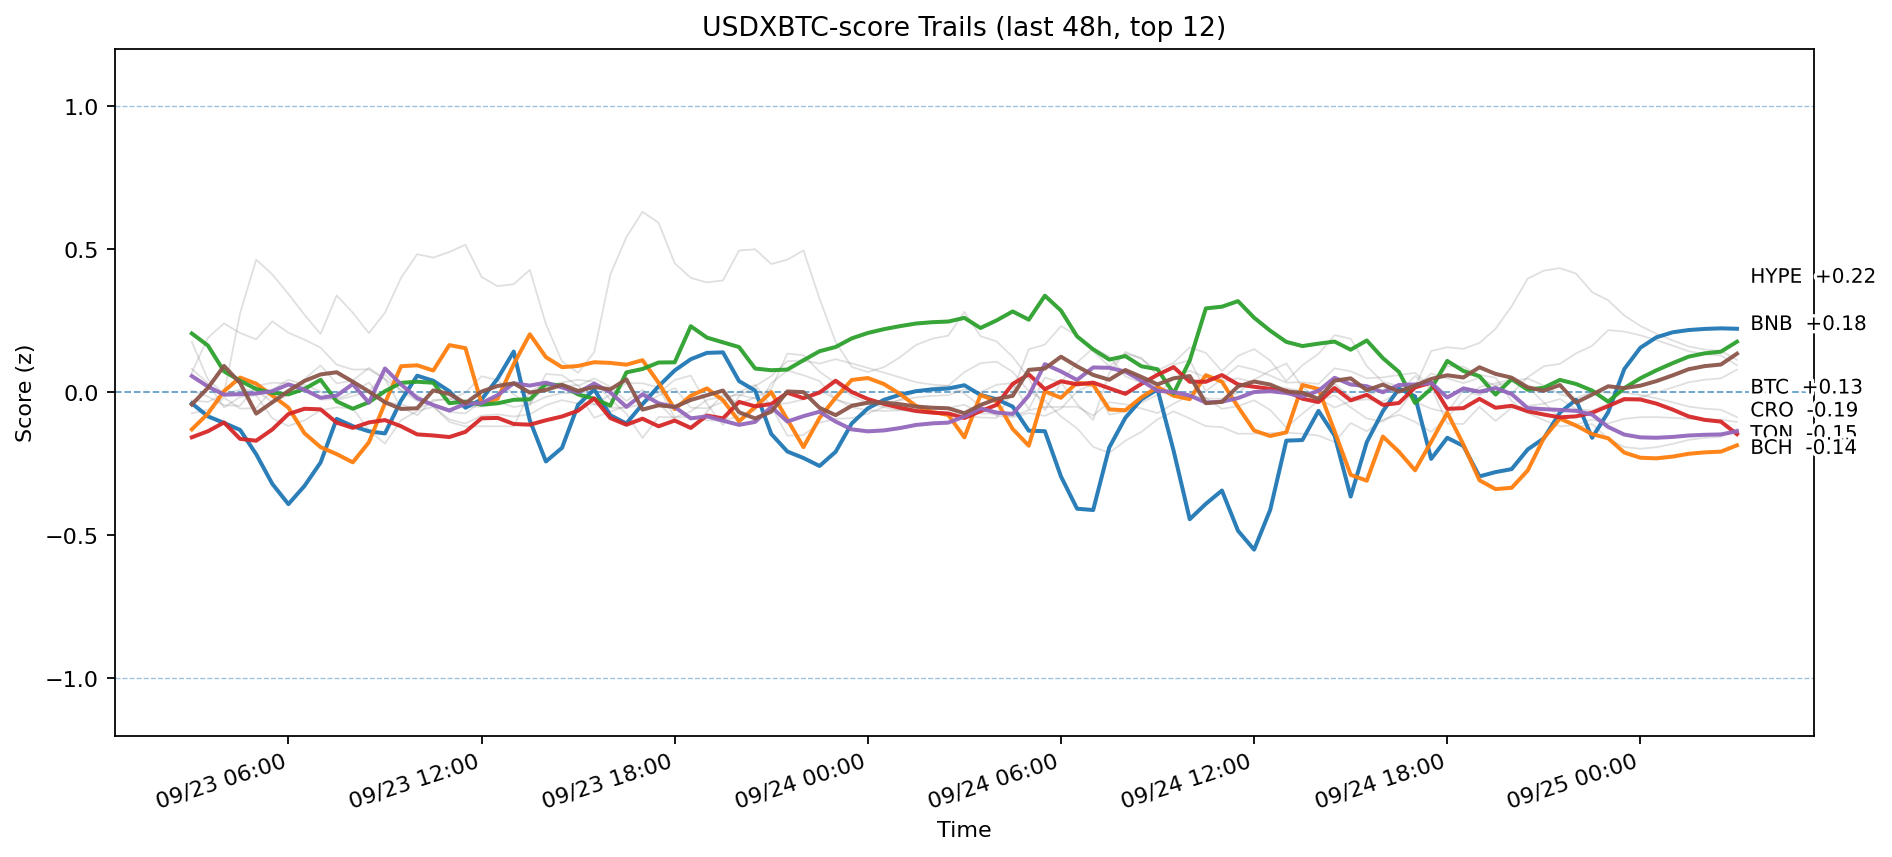 USDXBTC-score Trails (last 48h, top 12)
Score (z)
1.0
0.5
0.0
−0.5
−1.0
HYPE +0.22
BNB +0.18
BTC +0.13
CRO -0.19
TON -0.15
BCH -0.14
09/23 06:00
09/23 12:00
09/23 18:00
09/24 00:00
09/24 06:00
09/24 12:00
09/24 18:00
09/25 00:00
Time